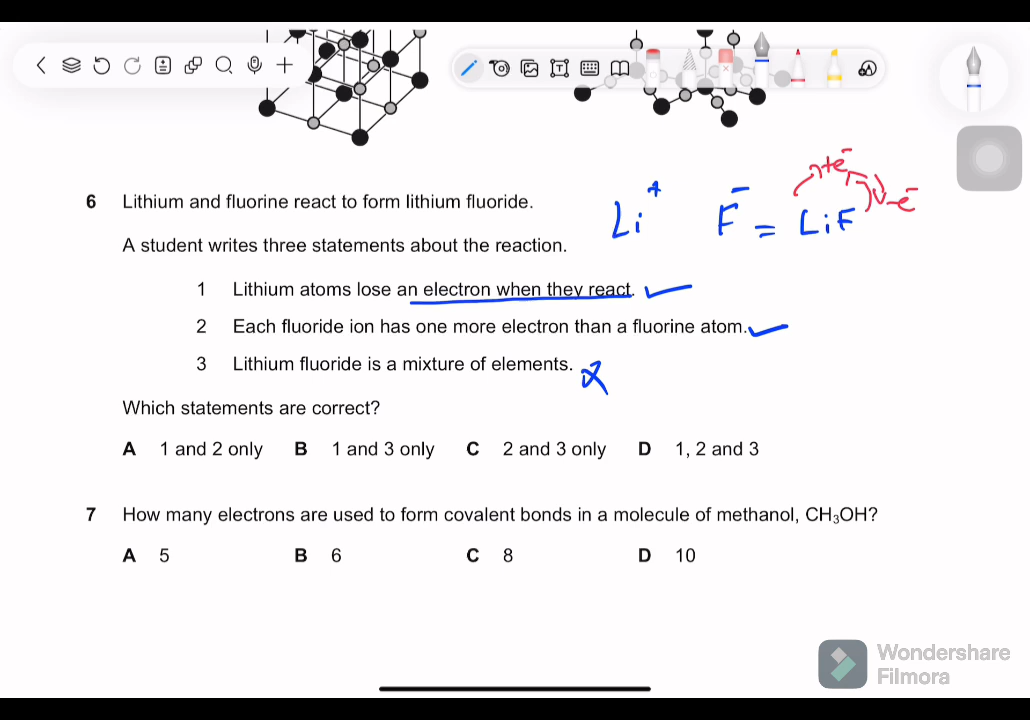 6 Lithium and fluorine react to form lithium fluoride.
Li⁺ F⁻ = LiF
+e⁻
-e⁻
A student writes three statements about the reaction.
1 Lithium atoms lose an electron when they react.
2 Each fluoride ion has one more electron than a fluorine atom.
3 Lithium fluoride is a mixture of elements.
Which statements are correct?
A 1 and 2 only B 1 and 3 only C 2 and 3 only D 1, 2 and 3
7 How many electrons are used to form covalent bonds in a molecule of methanol, CH₃OH?
A 5 B 6 C 8 D 10
Wondershare
Filmora